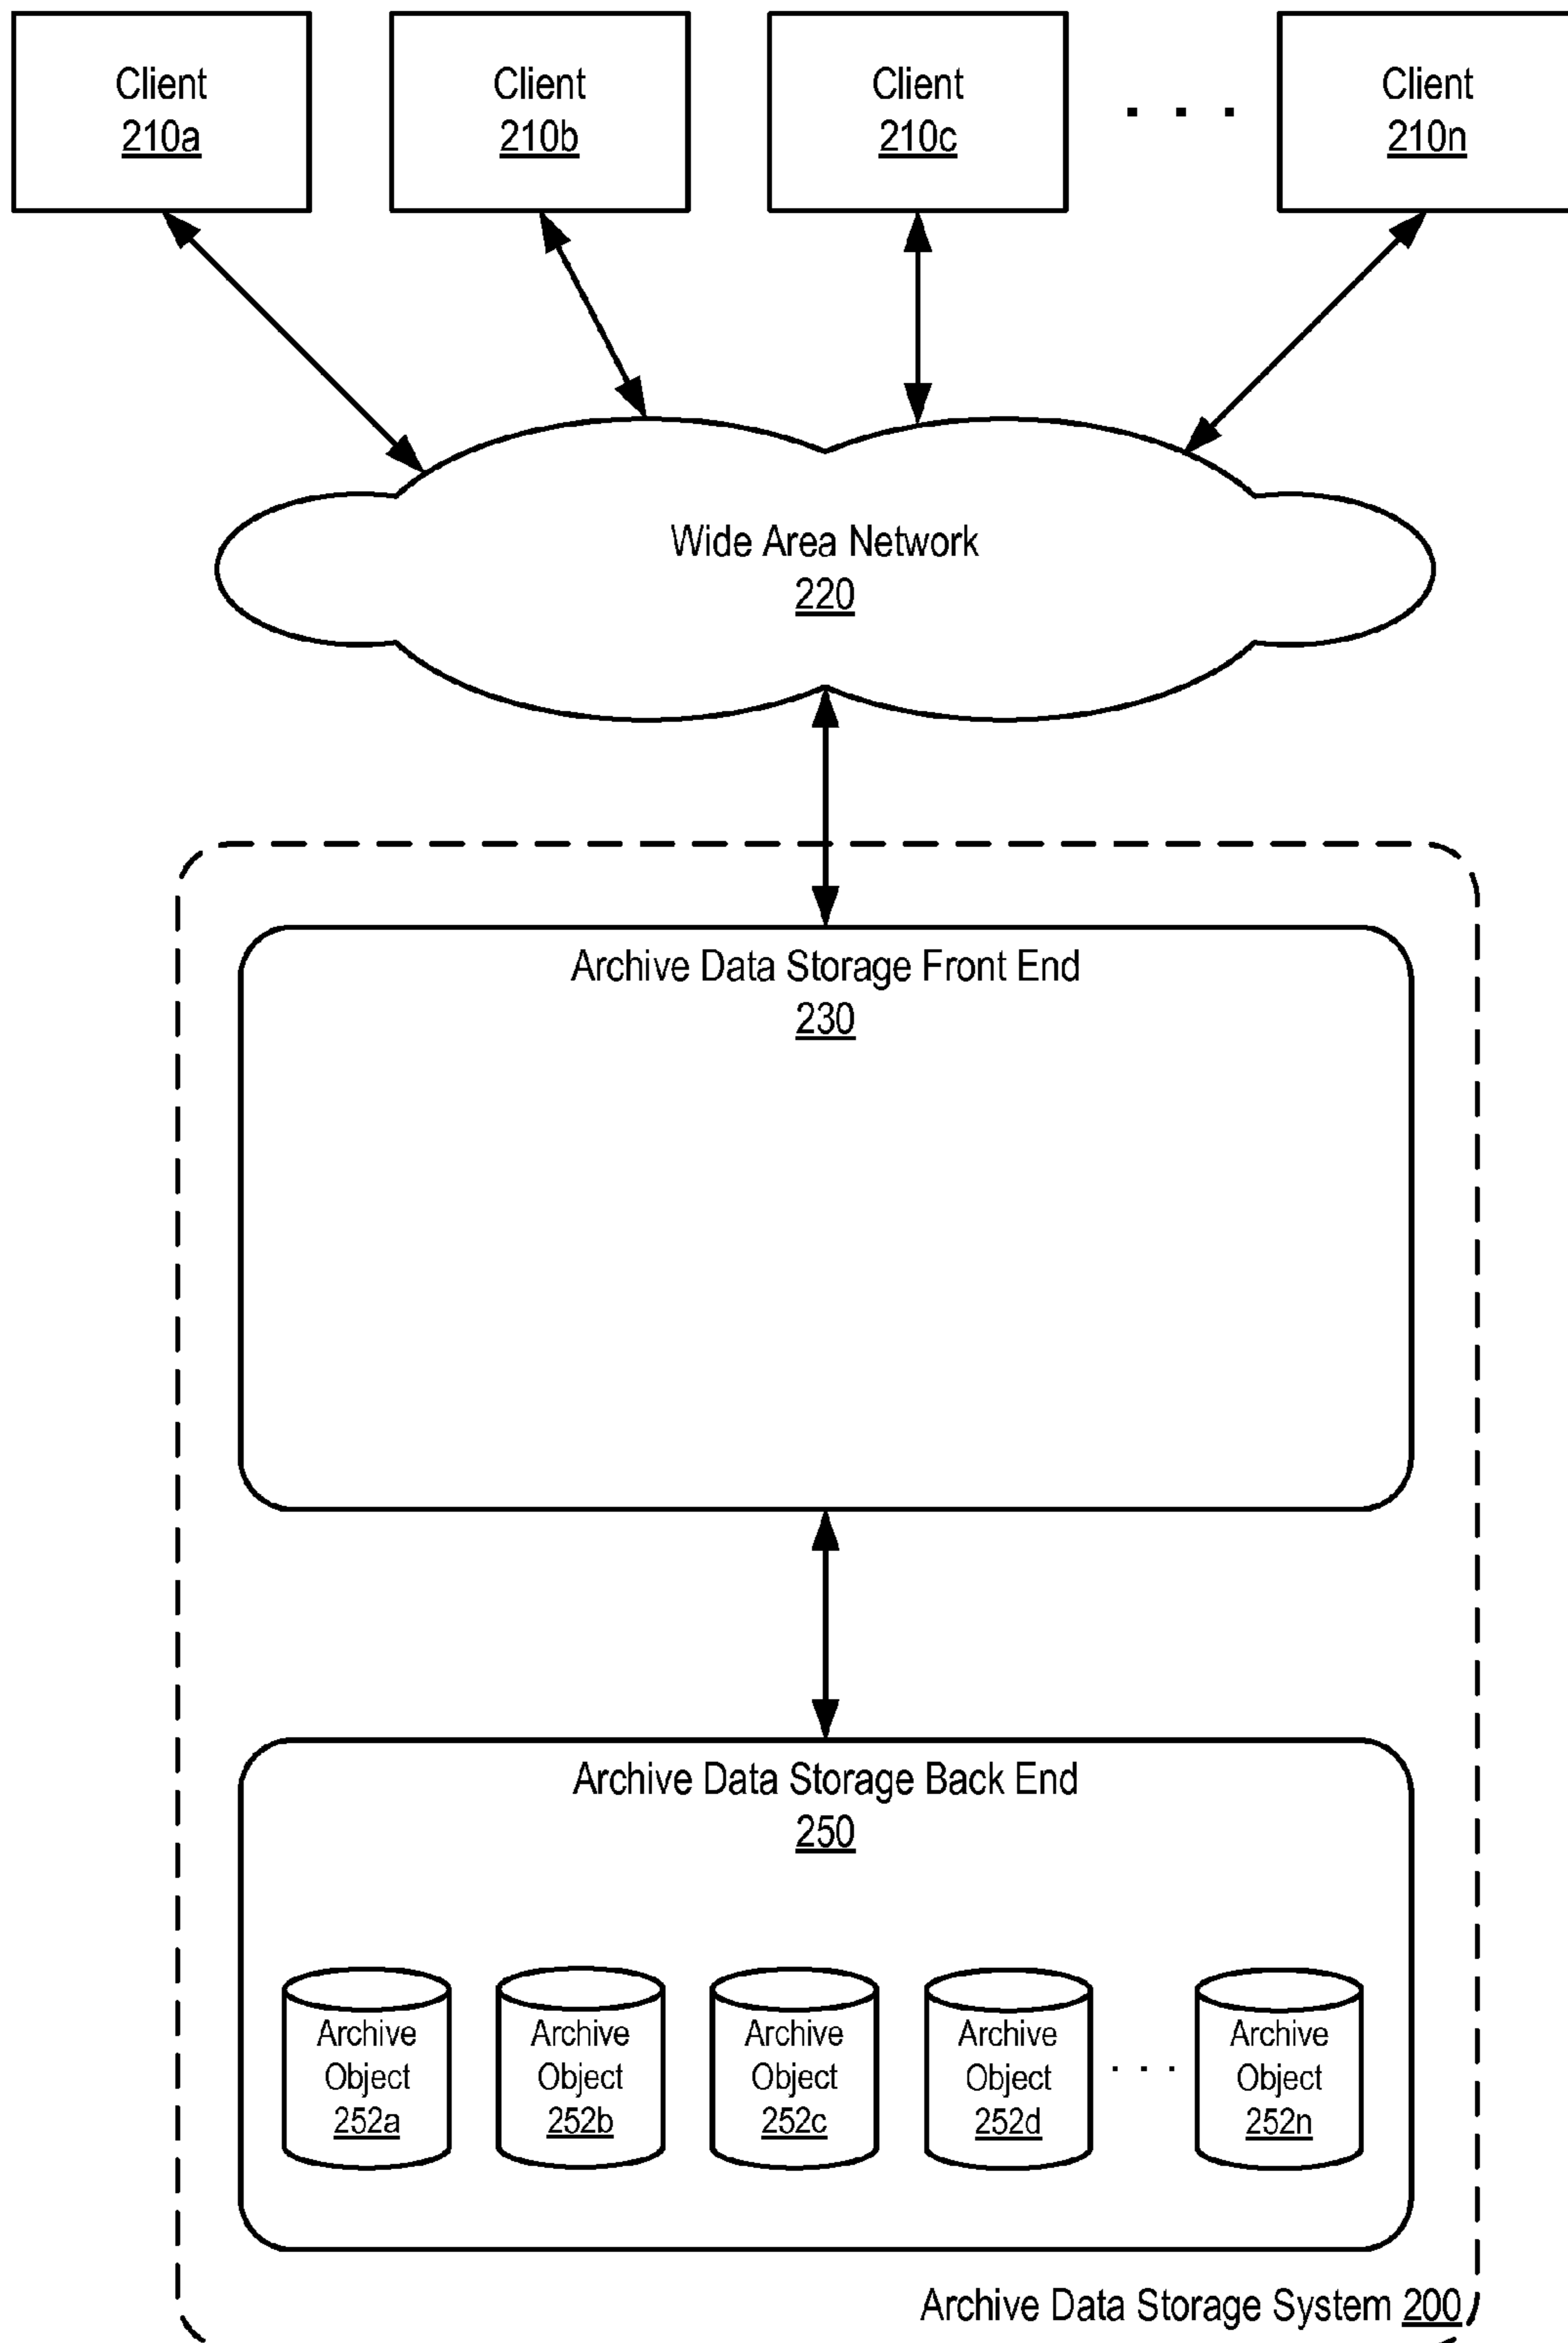 Client
210a
Client
210b
Client
210c
. . .
Client
210n
Wide Area Network
220
Archive Data Storage Front End
230
Archive Data Storage Back End
250
Archive
Object
252a
Archive
Object
252b
Archive
Object
252c
Archive
Object
252d
. . .
Archive
Object
252n
Archive Data Storage System 200